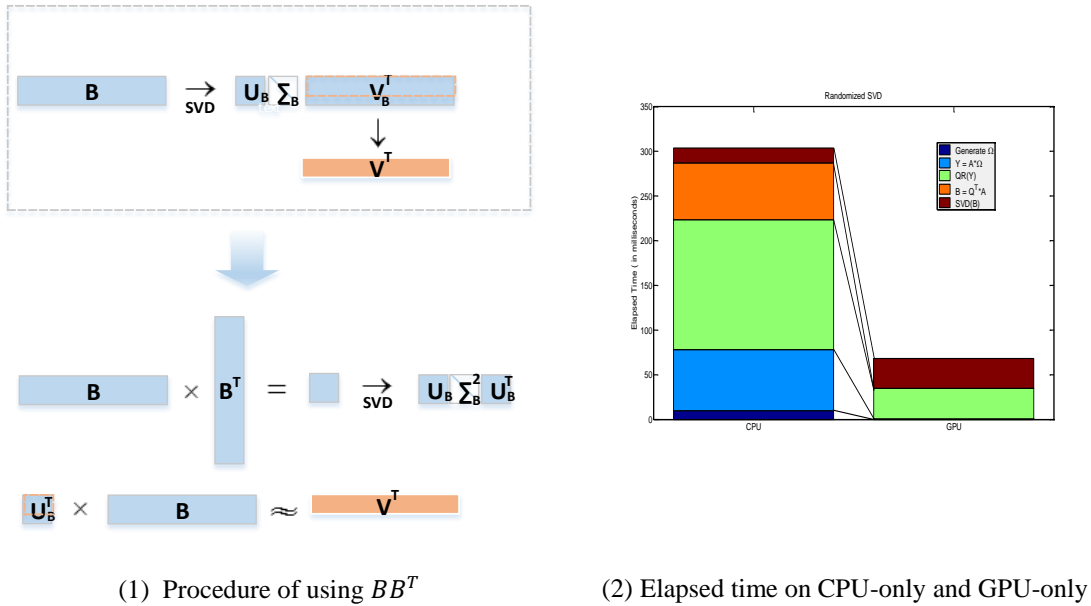 B → SVD U_B Σ_B V_B^T
↓
V^T
B × B^T = → SVD U_B Σ_B^2 U_B^T
U_B^T × B ≈ V^T
(1) Procedure of using BB^T
Randomized SVD
Elapsed Time ( in milliseconds)
350
300
250
200
150
100
50
0
CPU GPU
Generate Ω
Y = A*Ω
QR(Y)
B = Q^T*A
SVD(B)
(2) Elapsed time on CPU-only and GPU-only